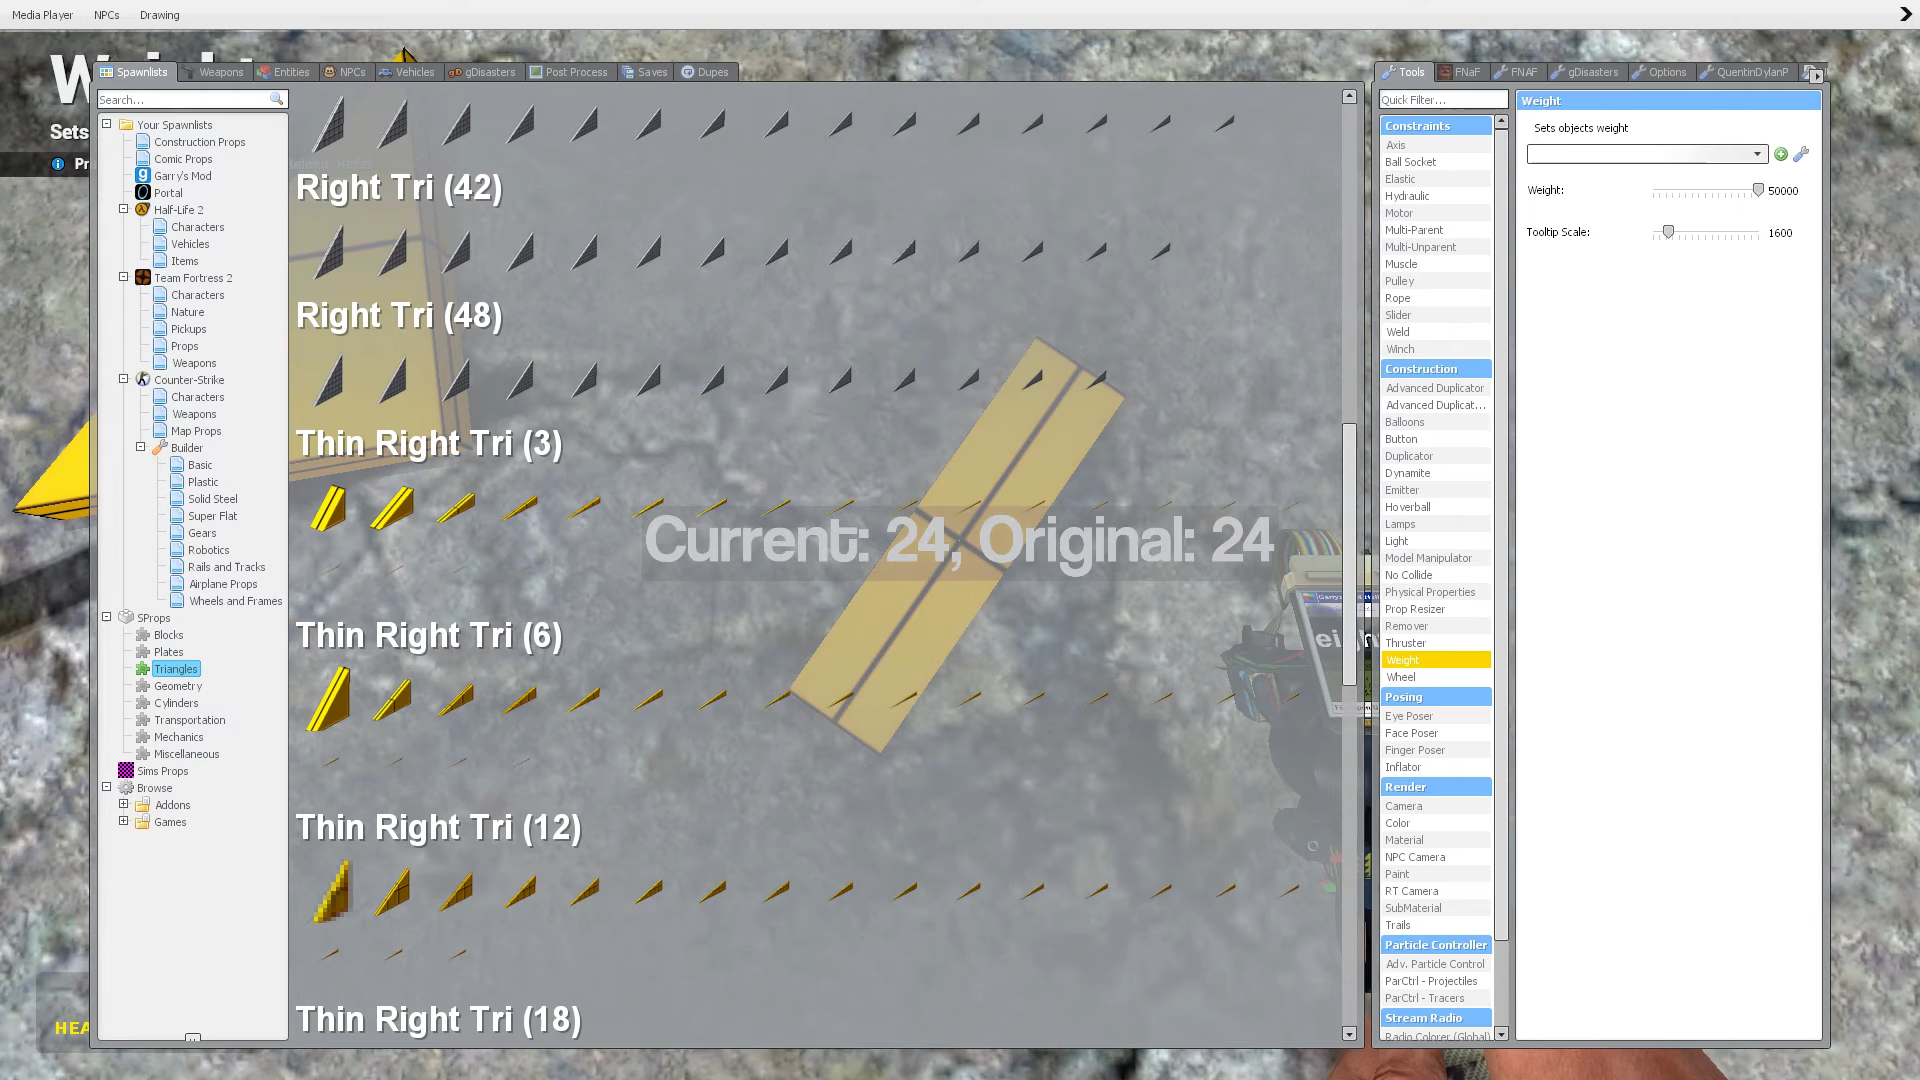 Media Player NPCs Drawing
Spawnlists Weapons Entities NPCs Vehicles gDisasters Post Process Saves Dupes
Search...
Your Spawnlists
Construction Props
Comic Props
Garry's Mod
Portal
Half-Life 2
Characters
Vehicles
Items
Team Fortress 2
Characters
Nature
Pickups
Props
Weapons
Counter-Strike
Characters
Weapons
Map Props
Builder
Basic
Plastic
Solid Steel
Super Flat
Gears
Robotics
Rails and Tracks
Airplane Props
Wheels and Frames
SProps
Blocks
Plates
Triangles
Geometry
Cylinders
Transportation
Mechanics
Miscellaneous
Sims Props
Browse
Addons
Games
Sets
Right Tri (42)
Right Tri (48)
Thin Right Tri (3)
Current: 24, Original: 24
Thin Right Tri (6)
Thin Right Tri (12)
Thin Right Tri (18)
Tools FNaF FNAF gDisasters Options QuentinDylanP
Quick Filter...
Constraints
Axis
Ball Socket
Elastic
Hydraulic
Motor
Multi-Parent
Multi-Unparent
Muscle
Pulley
Rope
Slider
Weld
Winch
Construction
Advanced Duplicator
Advanced Duplicat...
Balloons
Button
Duplicator
Dynamite
Emitter
Hoverball
Lamps
Light
Model Manipulator
No Collide
Physical Properties
Prop Resizer
Remover
Thruster
Weight
Wheel
Posing
Eye Poser
Face Poser
Finger Poser
Inflator
Render
Camera
Color
Material
NPC Camera
Paint
RT Camera
SubMaterial
Trails
Particle Controller
Adv. Particle Control
ParCtrl - Projectiles
ParCtrl - Tracers
Stream Radio
Radio Colorer (Global)
Weight
Sets objects weight
Weight: 50000
Tooltip Scale: 1600